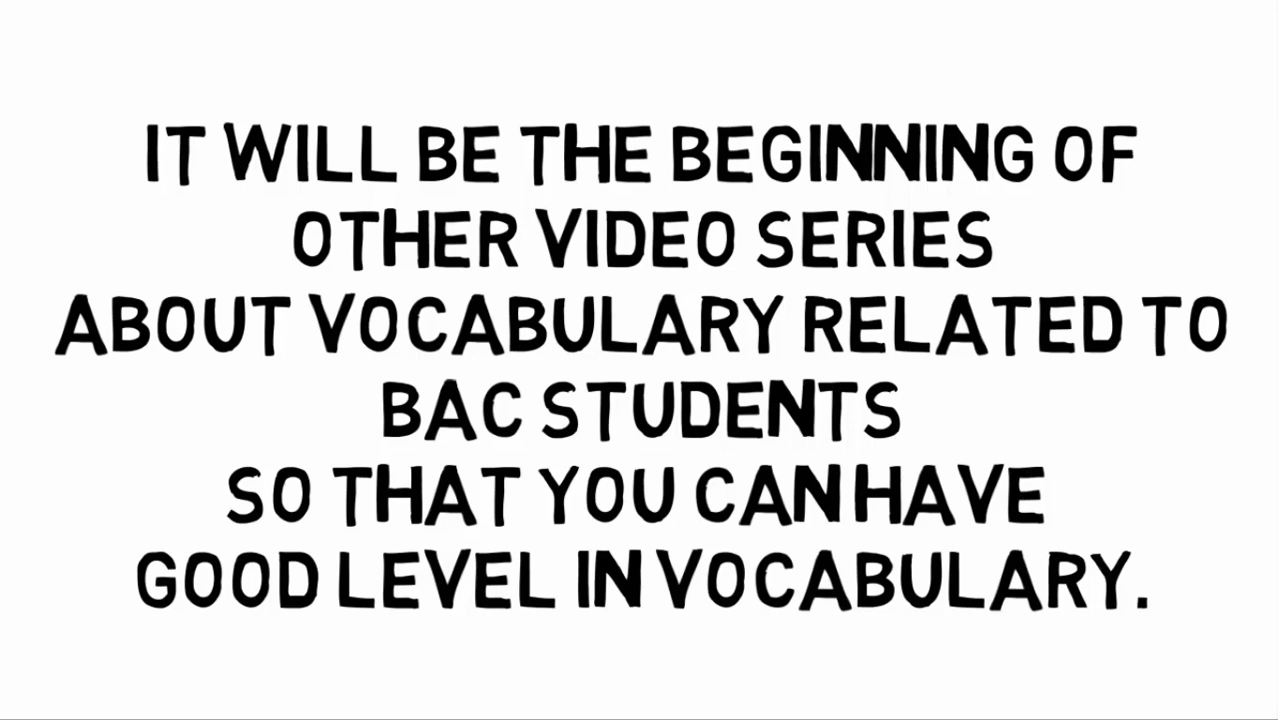 IT WILL BE THE BEGINNING OF
OTHER VIDEO SERIES
ABOUT VOCABULARY RELATED TO
BAC STUDENTS
SO THAT YOU CAN HAVE
GOOD LEVEL IN VOCABULARY.